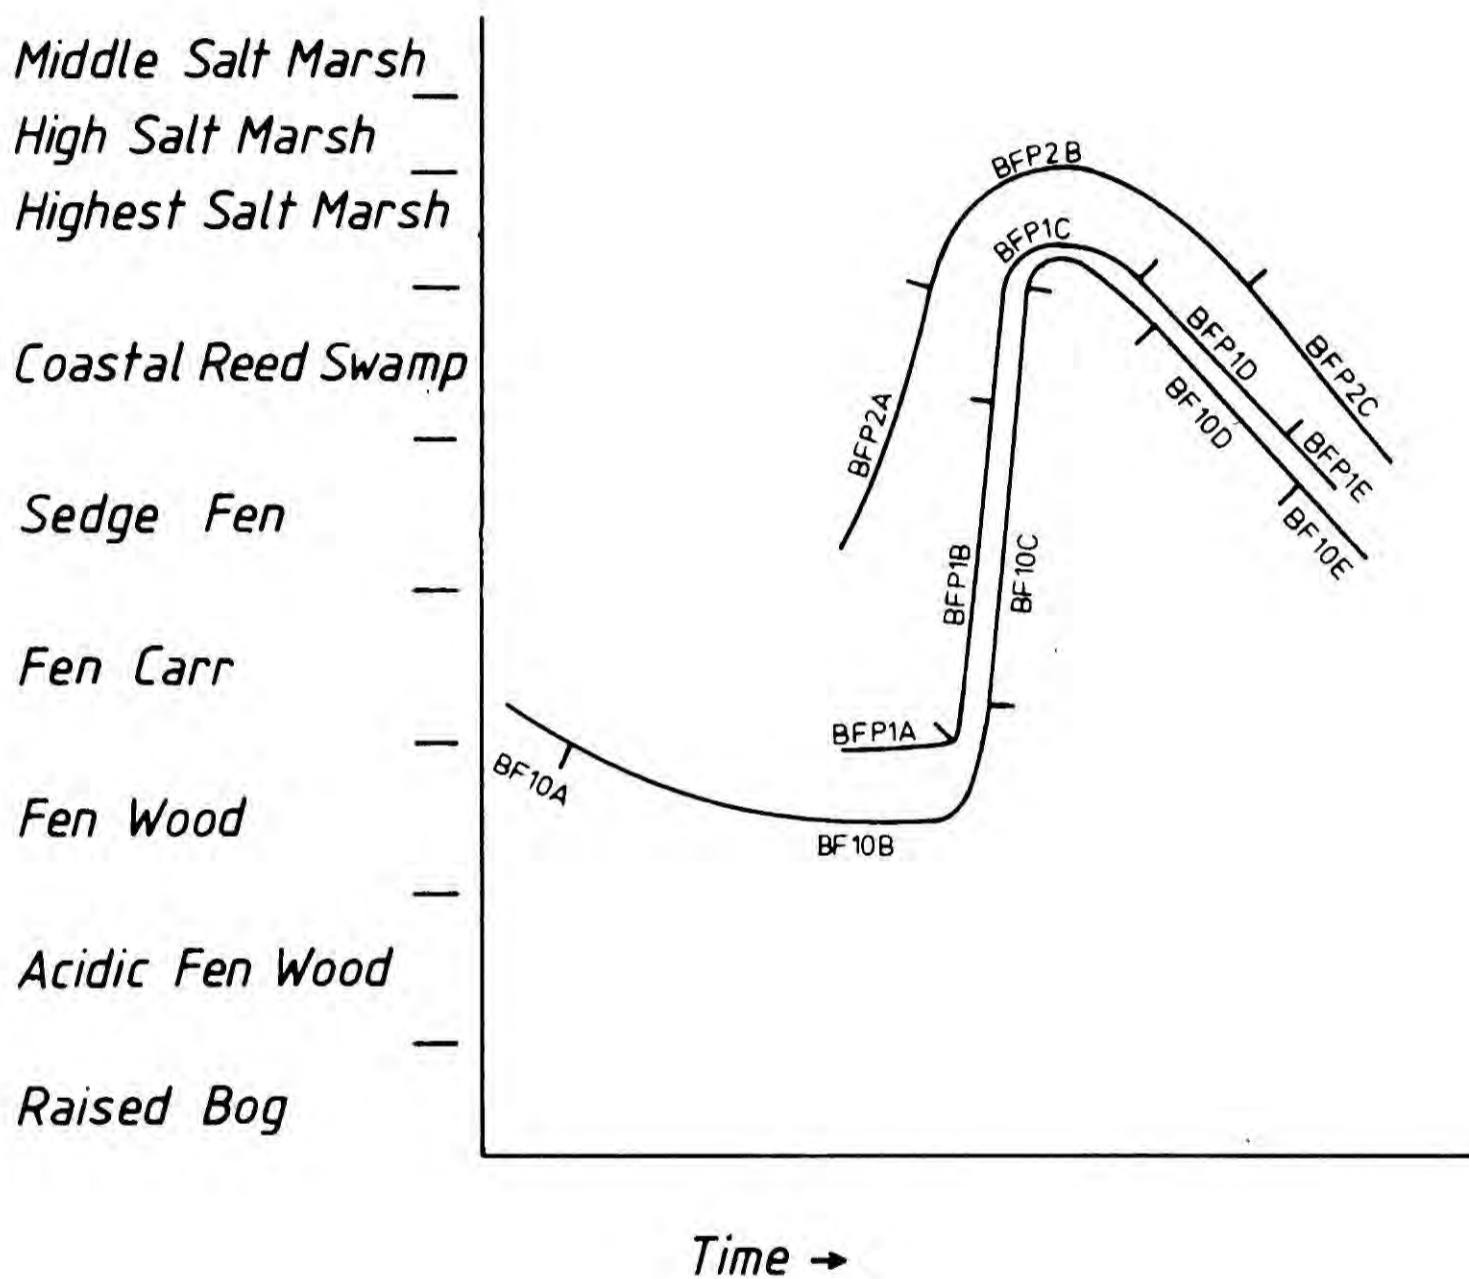 Middle Salt Marsh
High Salt Marsh
Highest Salt Marsh
Coastal Reed Swamp
Sedge Fen
Fen Carr
Fen Wood
Acidic Fen Wood
Raised Bog
BFP2B
BFP1C
BFP2A
BFP1D
BFP2C
BF10D
BFP1E
BF10E
BFP1B
BF10C
BFP1A
BF10A
BF10B
Time →